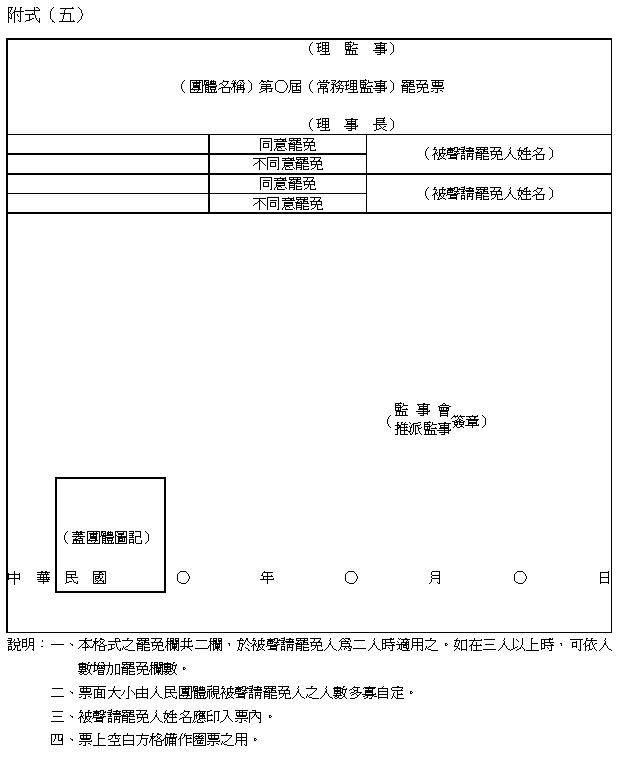 附式（五）
（理　監　事）
（團體名稱）第○屆（常務理監事）罷免票
（理　事　長）
同意罷免
不同意罷免
（被聲請罷免人姓名）
同意罷免
不同意罷免
（被聲請罷免人姓名）
監　事　會
（推派監事簽章）
（蓋團體圖記）
中　華　民　國　○　年　○　月　○　日
說明：一、本格式之罷免欄共二欄，於被聲請罷免人為二人時適用之。如在三人以上時，可依人
數增加罷免欄數。
二、票面大小由人民團體視被聲請罷免人之人數多寡自定。
三、被聲請罷免人姓名應印入票內。
四、票上空白方格備作圈票之用。